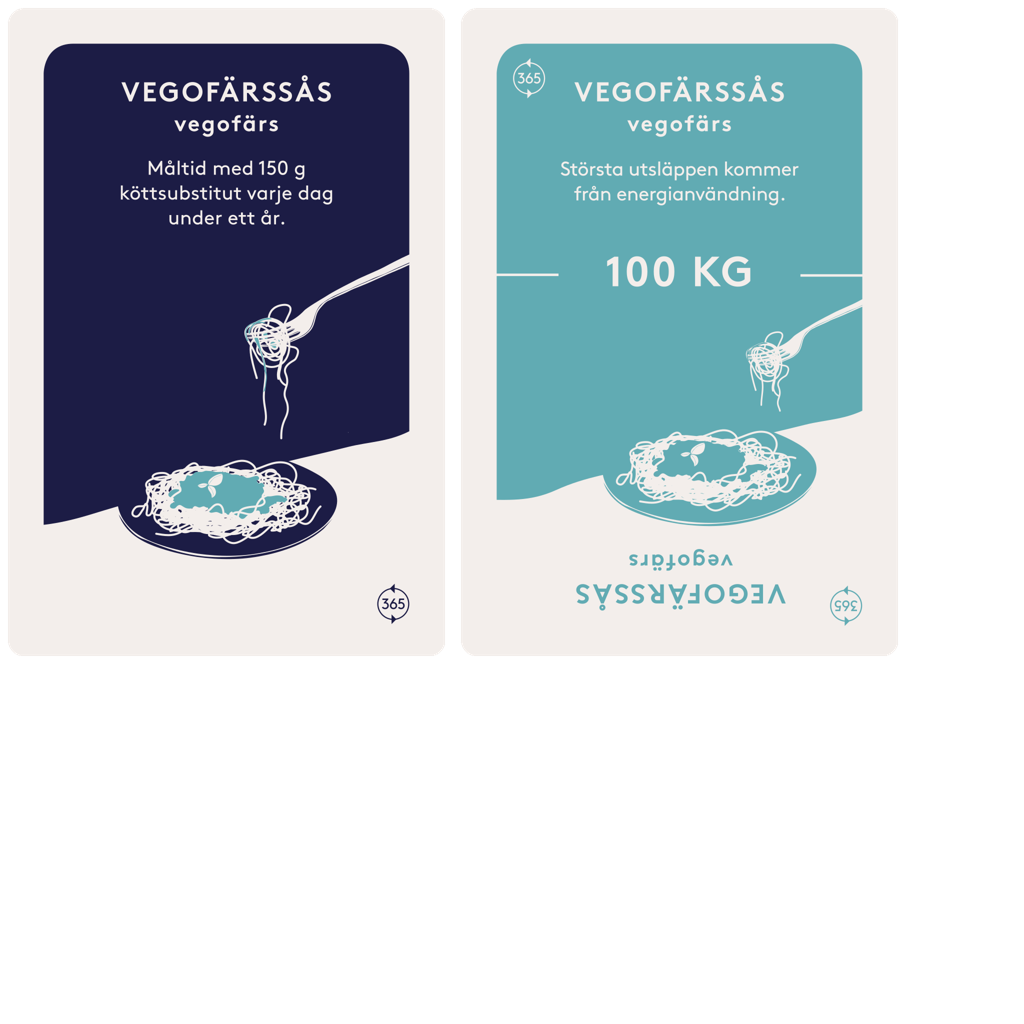 VEGOFÄRSSÅS
vegofärs
Måltid med 150 g
köttsubstitut varje dag
under ett år.
365
365
VEGOFÄRSSÅS
vegofärs
Största utsläppen kommer
från energianvändning.
100 KG
vegofärs
VEGOFÄRSSÅS
365